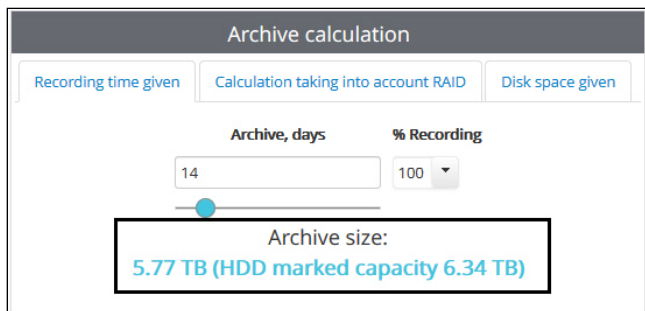 Archive calculation
Recording time given
Calculation taking into account RAID
Disk space given
Archive, days
% Recording
14
100
Archive size:
5.77 TB (HDD marked capacity 6.34 TB)